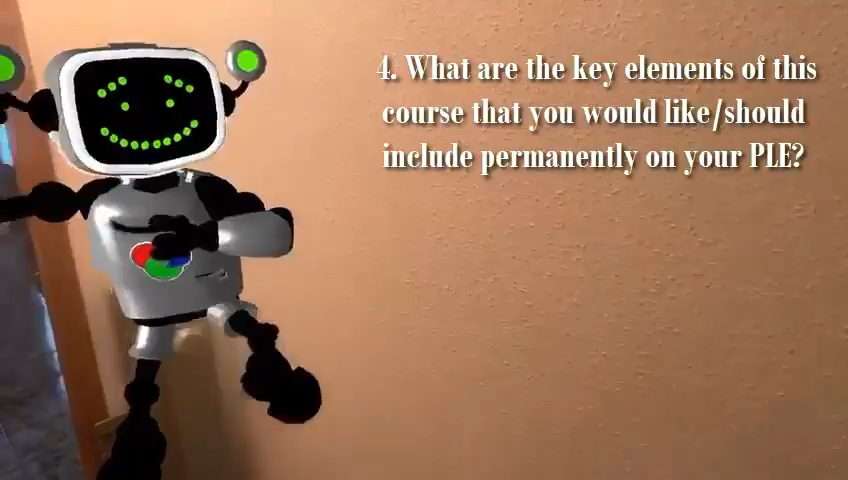 4. What are the key elements of this
course that you would like/should
include permanently on your PLE?